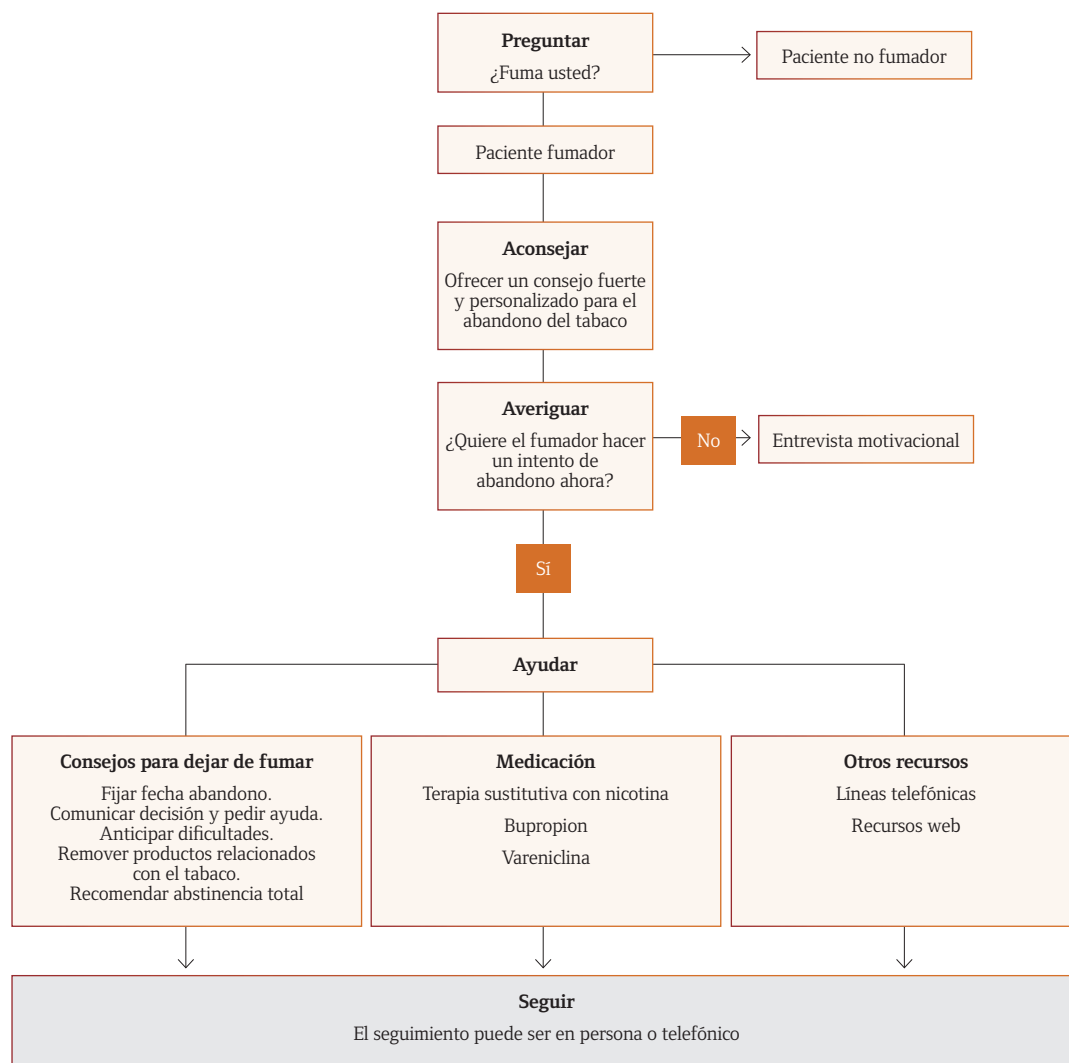 Preguntar
¿Fuma usted?
Paciente no fumador
Paciente fumador
Aconsejar
Ofrecer un consejo fuerte
y personalizado para el
abandono del tabaco
Averiguar
¿Quiere el fumador hacer
un intento de
abandono ahora?
No
Entrevista motivacional
Sí
Ayudar
Consejos para dejar de fumar
Fijar fecha abandono.
Comunicar decisión y pedir ayuda.
Anticipar dificultades.
Remover productos relacionados
con el tabaco.
Recomendar abstinencia total
Medicación
Terapia sustitutiva con nicotina
Bupropion
Vareniclina
Otros recursos
Líneas telefónicas
Recursos web
Seguir
El seguimiento puede ser en persona o telefónico